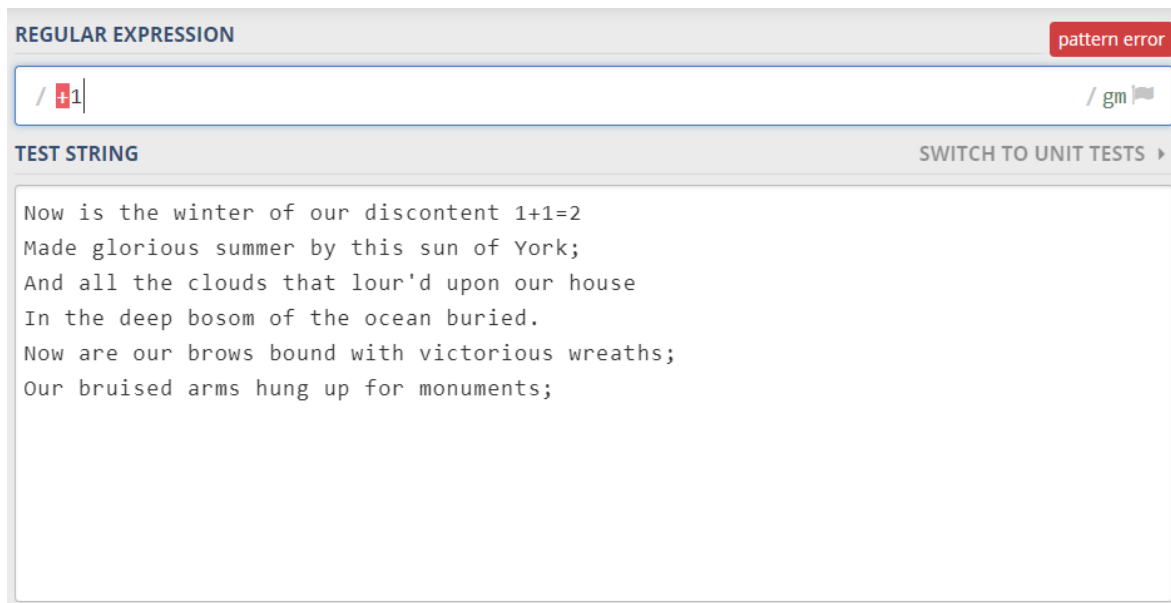 REGULAR EXPRESSION
pattern error
/ +1 / gm
TEST STRING
SWITCH TO UNIT TESTS
Now is the winter of our discontent 1+1=2
Made glorious summer by this sun of York;
And all the clouds that lour'd upon our house
In the deep bosom of the ocean buried.
Now are our brows bound with victorious wreaths;
Our bruised arms hung up for monuments;